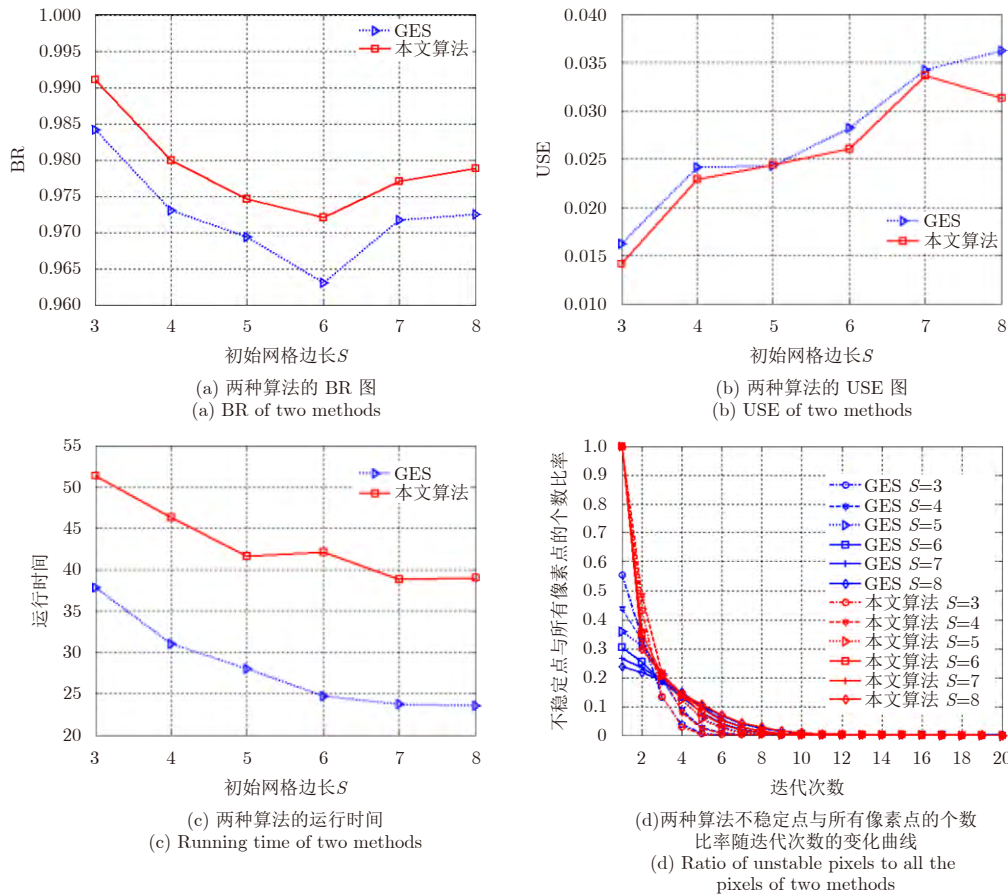 1.000
0.995
0.990
0.985
0.980
0.975
0.970
0.965
0.960
BR
GES
本文算法
3 4 5 6 7 8
初始网格边长S
(a) 两种算法的 BR 图
(a) BR of two methods
0.040
0.035
0.030
0.025
0.020
0.015
0.010
USE
GES
本文算法
3 4 5 6 7 8
初始网格边长S
(b) 两种算法的 USE 图
(b) USE of two methods
55
50
45
40
35
30
25
20
运行时间
GES
本文算法
3 4 5 6 7 8
初始网格边长S
(c) 两种算法的运行时间
(c) Running time of two methods
1.0
0.9
0.8
0.7
0.6
0.5
0.4
0.3
0.2
0.1
0
不稳定点与所有像素点的个数比率
GES S=3
GES S=4
GES S=5
GES S=6
GES S=7
GES S=8
本文算法 S=3
本文算法 S=4
本文算法 S=5
本文算法 S=6
本文算法 S=7
本文算法 S=8
2 4 6 8 10 12 14 16 18 20
迭代次数
(d)两种算法不稳定点与所有像素点的个数
比率随迭代次数的变化曲线
(d) Ratio of unstable pixels to all the
pixels of two methods